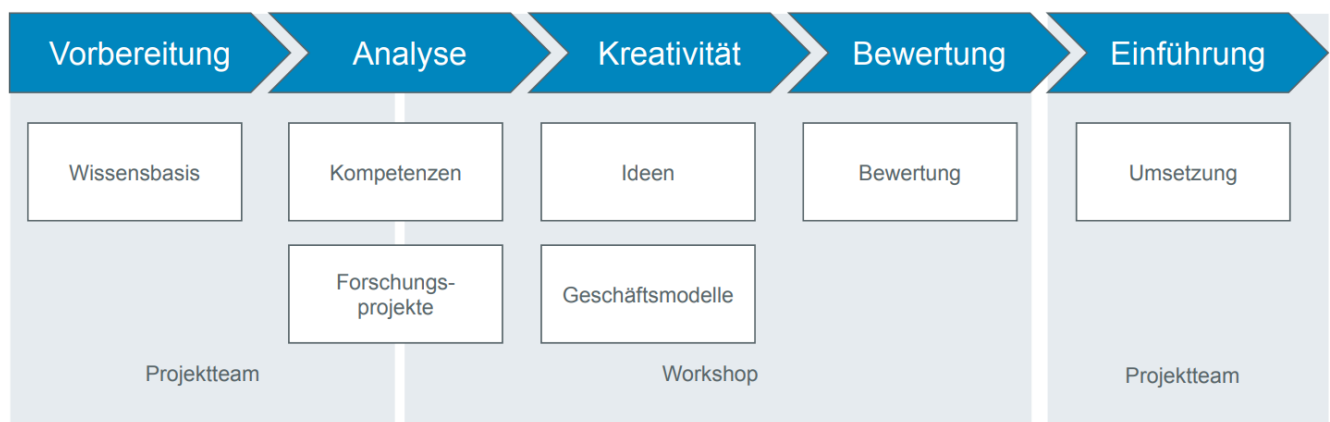 Vorbereitung
Analyse
Kreativität
Bewertung
Einführung
Wissensbasis
Kompetenzen
Ideen
Bewertung
Umsetzung
Forschungs-
projekte
Geschäftsmodelle
Projektteam
Workshop
Projektteam